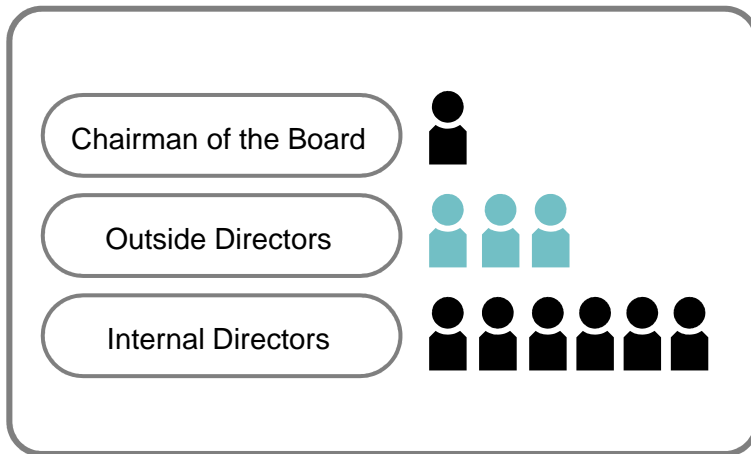 Chairman of the Board
Outside Directors
Internal Directors